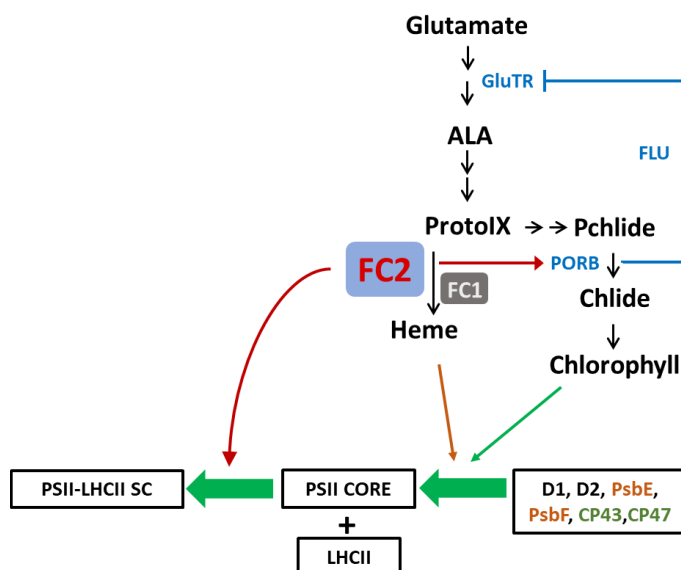 Glutamate
GluTR
ALA
FLU
ProtoIX
Pchlide
FC2
PORB
FC1
Chlide
Heme
Chlorophyll
PSII-LHCII SC
PSII CORE
D1, D2, PsbE,
PsbF, CP43,CP47
+
LHCII